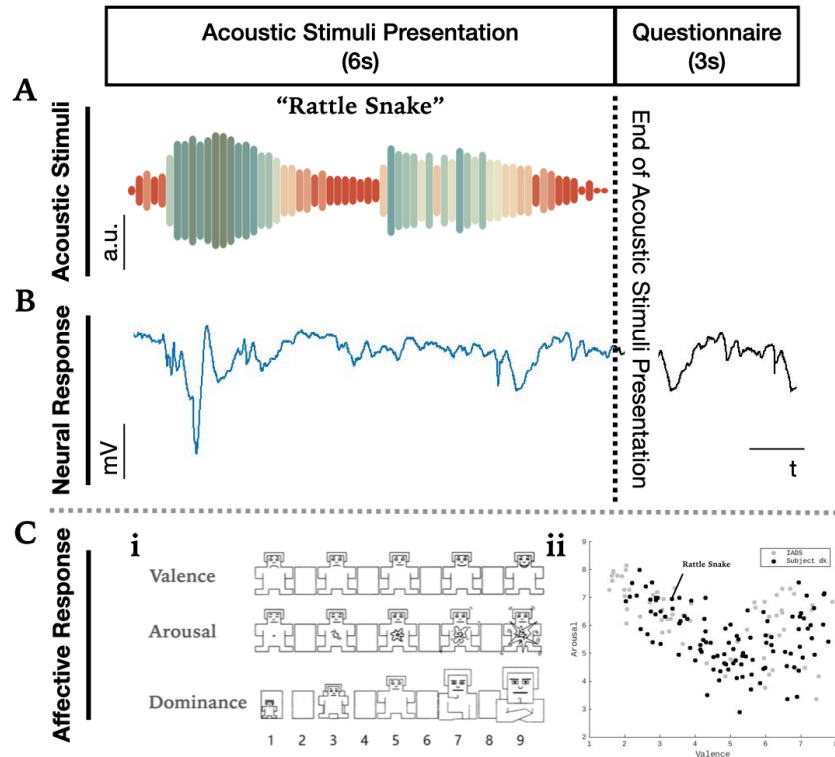 Acoustic Stimuli Presentation
(6s)
Questionnaire
(3s)
A
Acoustic Stimuli
a.u.
“Rattle Snake”
End of Acoustic Stimuli Presentation
B
Neural Response
mV
t
C
Affective Response
i
Valence
Arousal
Dominance
1 2 3 4 5 6 7 8 9
ii
IADS
Subject dk
Rattle Snake
Arousal
9
8
7
6
5
4
3
2
1 2 3 4 5 6 7 8
Valence